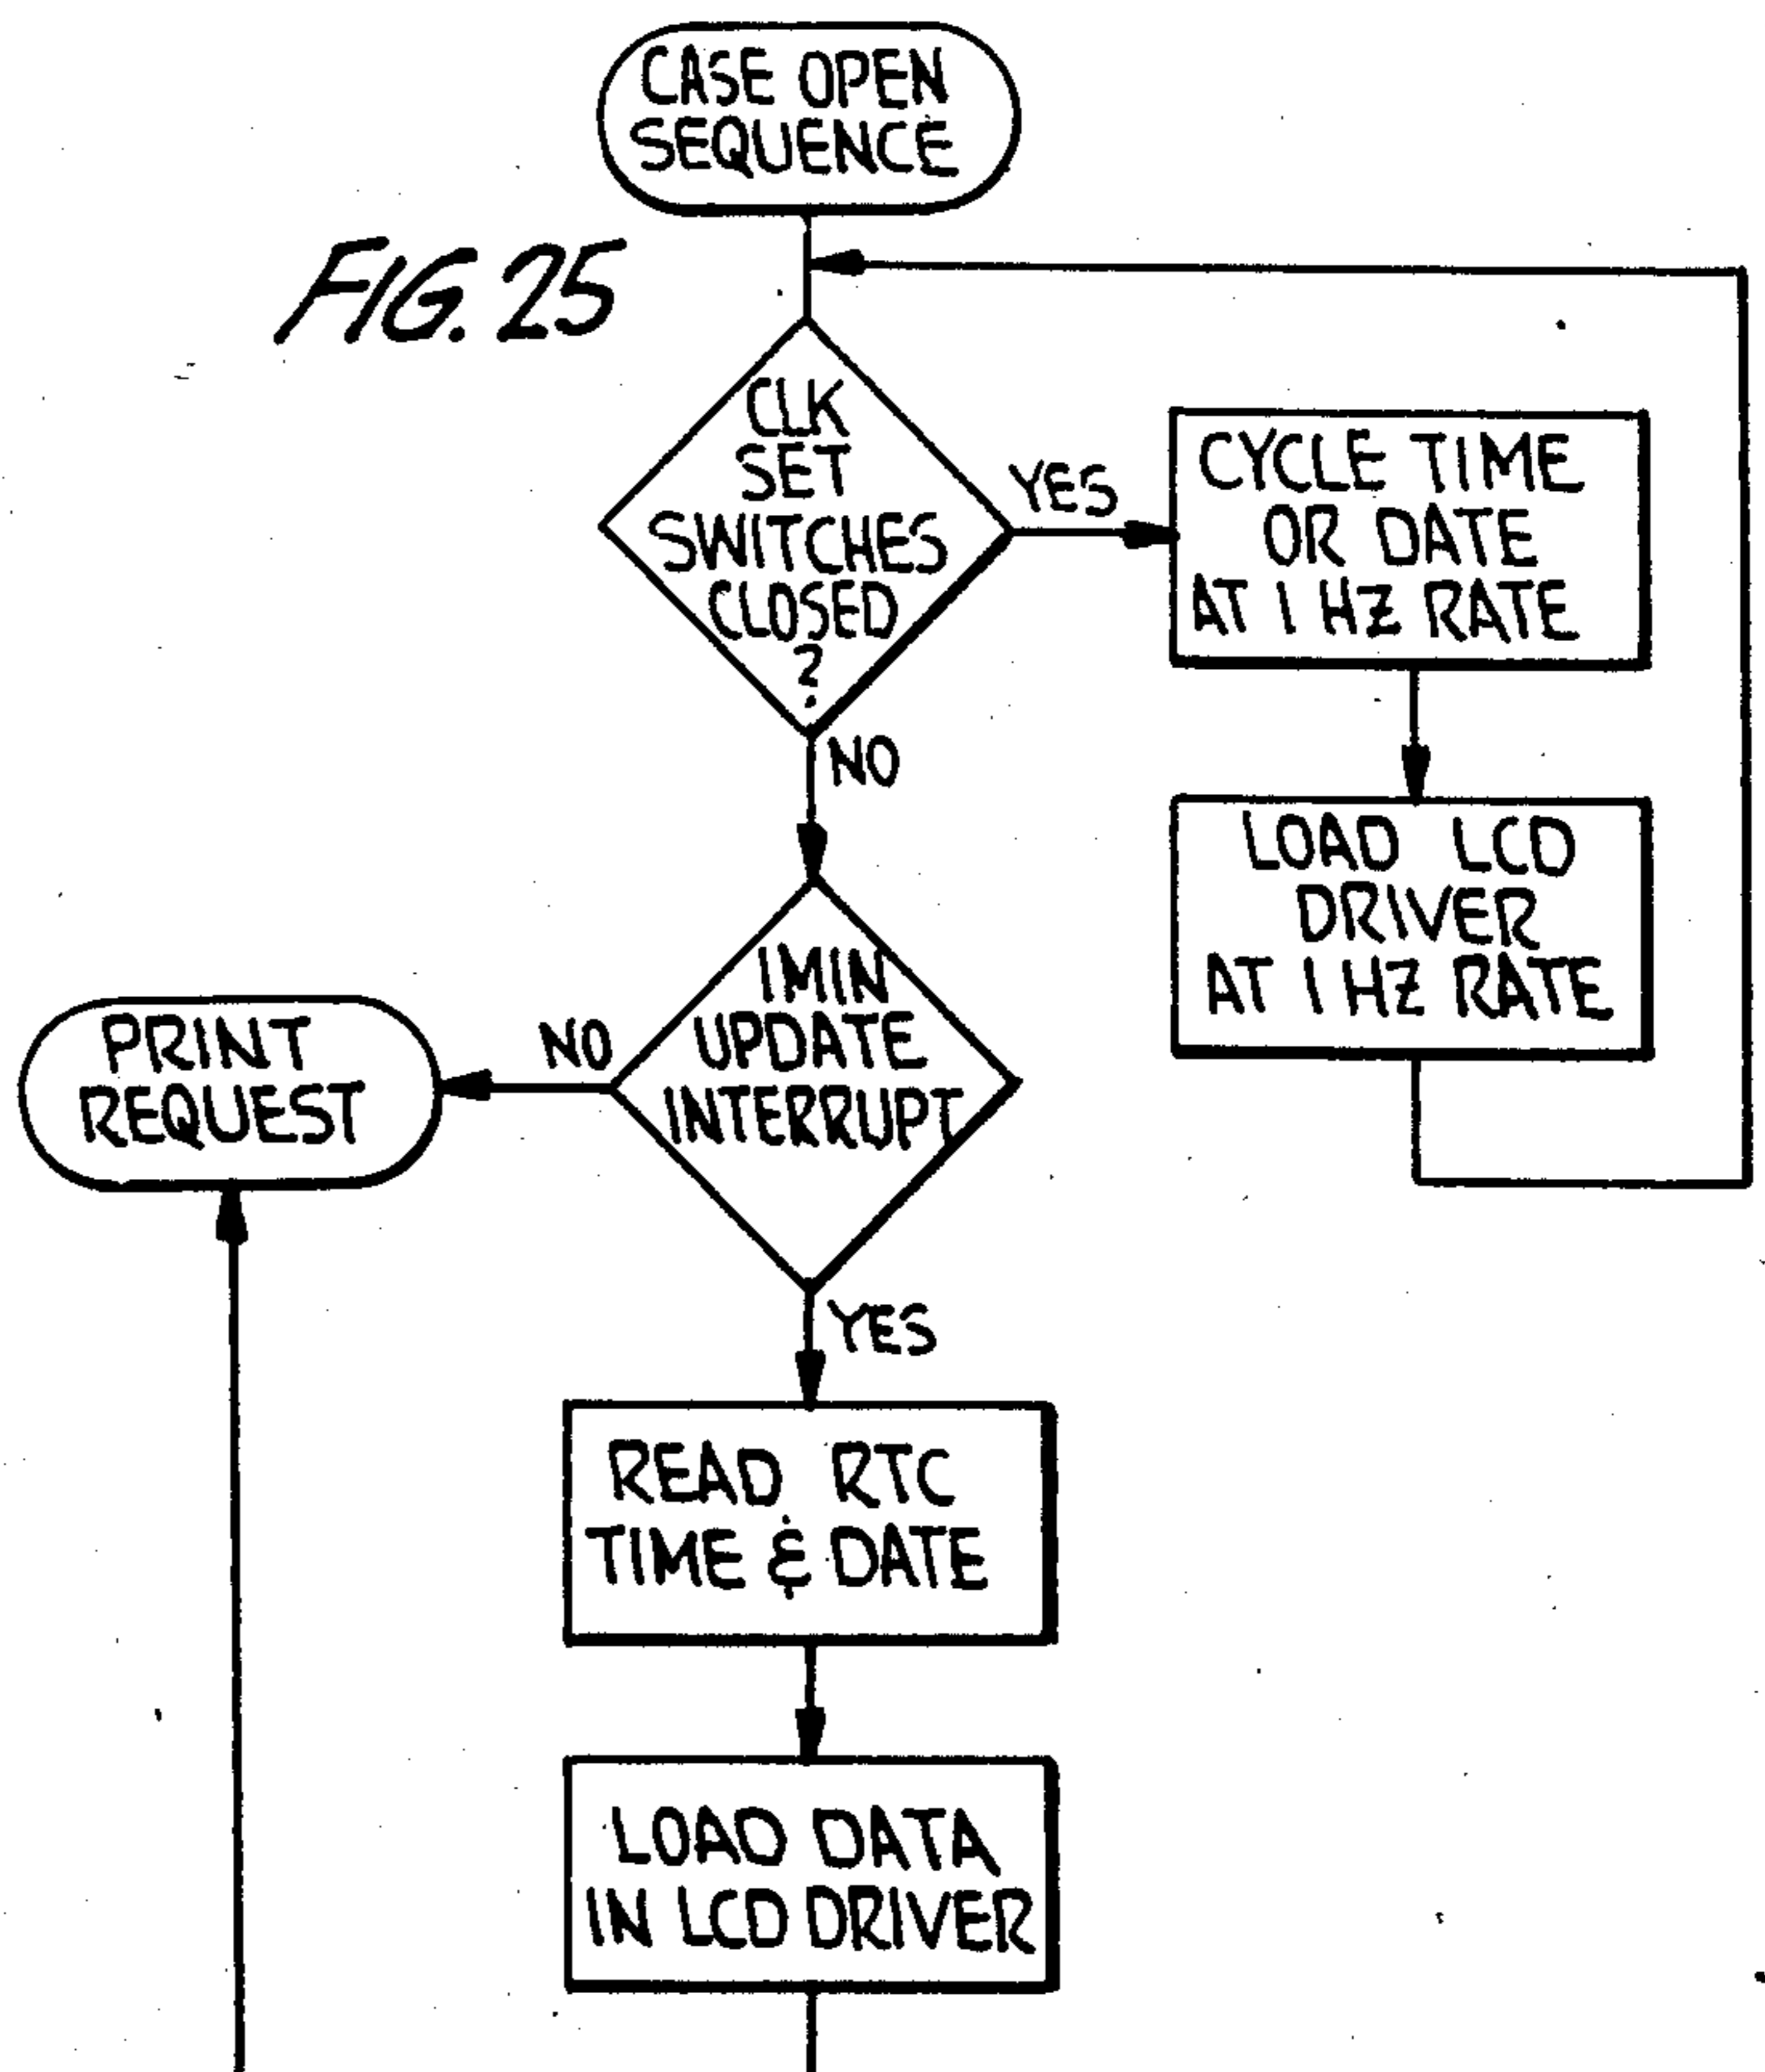 CASE OPEN
SEQUENCE
FIG. 25
CLK
SET
SWITCHES
CLOSED
?
YES
CYCLE TIME
OR DATE
AT 1 HZ RATE
NO
LOAD LCD
DRIVER
AT 1 HZ RATE
1 MIN
UPDATE
INTERRUPT
NO
PRINT
REQUEST
YES
READ RTC
TIME & DATE
LOAD DATA
IN LCD DRIVER